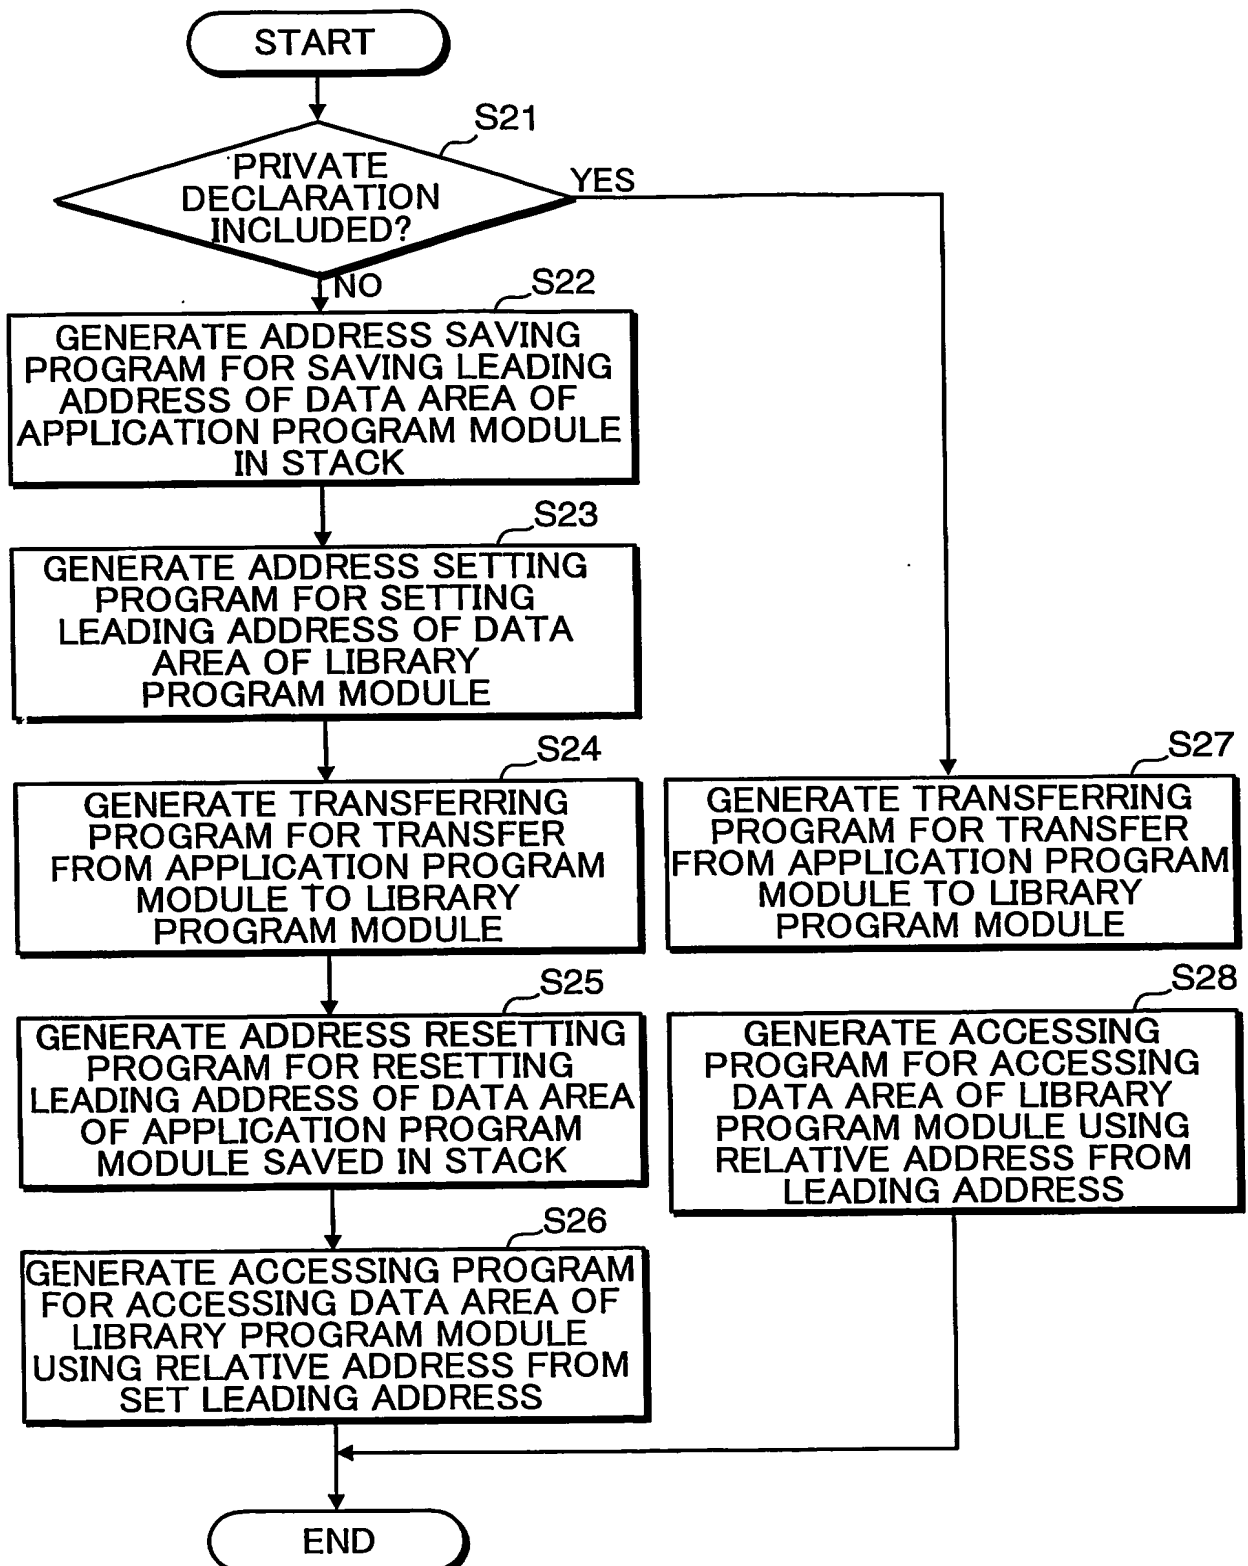 START
S21
PRIVATE
DECLARATION
INCLUDED?
YES
NO
S22
GENERATE ADDRESS SAVING
PROGRAM FOR SAVING LEADING
ADDRESS OF DATA AREA OF
APPLICATION PROGRAM MODULE
IN STACK
S23
GENERATE ADDRESS SETTING
PROGRAM FOR SETTING
LEADING ADDRESS OF DATA
AREA OF LIBRARY
PROGRAM MODULE
S24
GENERATE TRANSFERRING
PROGRAM FOR TRANSFER
FROM APPLICATION PROGRAM
MODULE TO LIBRARY
PROGRAM MODULE
S25
GENERATE ADDRESS RESETTING
PROGRAM FOR RESETTING
LEADING ADDRESS OF DATA AREA
OF APPLICATION PROGRAM
MODULE SAVED IN STACK
S26
GENERATE ACCESSING PROGRAM
FOR ACCESSING DATA AREA OF
LIBRARY PROGRAM MODULE
USING RELATIVE ADDRESS FROM
SET LEADING ADDRESS
S27
GENERATE TRANSFERRING
PROGRAM FOR TRANSFER
FROM APPLICATION PROGRAM
MODULE TO LIBRARY
PROGRAM MODULE
S28
GENERATE ACCESSING
PROGRAM FOR ACCESSING
DATA AREA OF LIBRARY
PROGRAM MODULE USING
RELATIVE ADDRESS FROM
LEADING ADDRESS
END